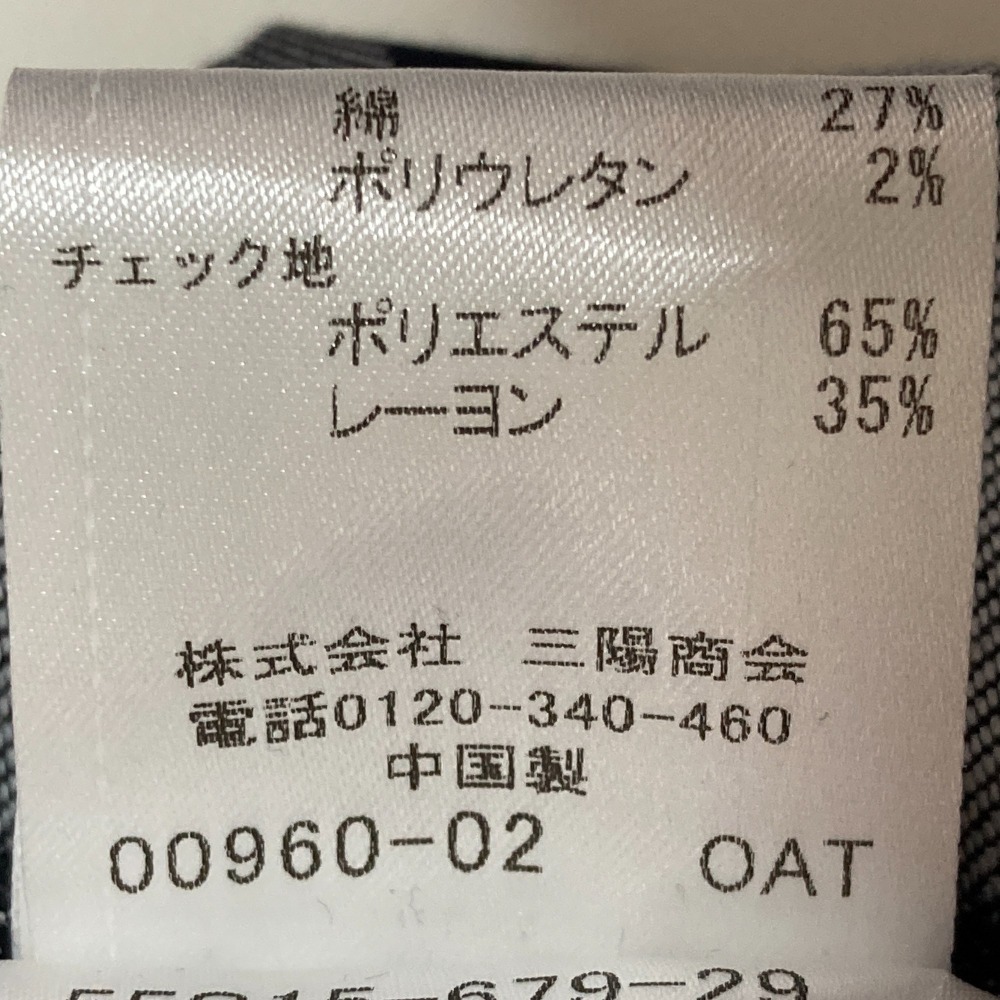 綿 27%
ポリウレタン 2%
チェック地
ポリエステル 65%
レーヨン 35%
株式会社 三陽商会
電話0120-340-460
中国製
00960-02 OAT
-679-29